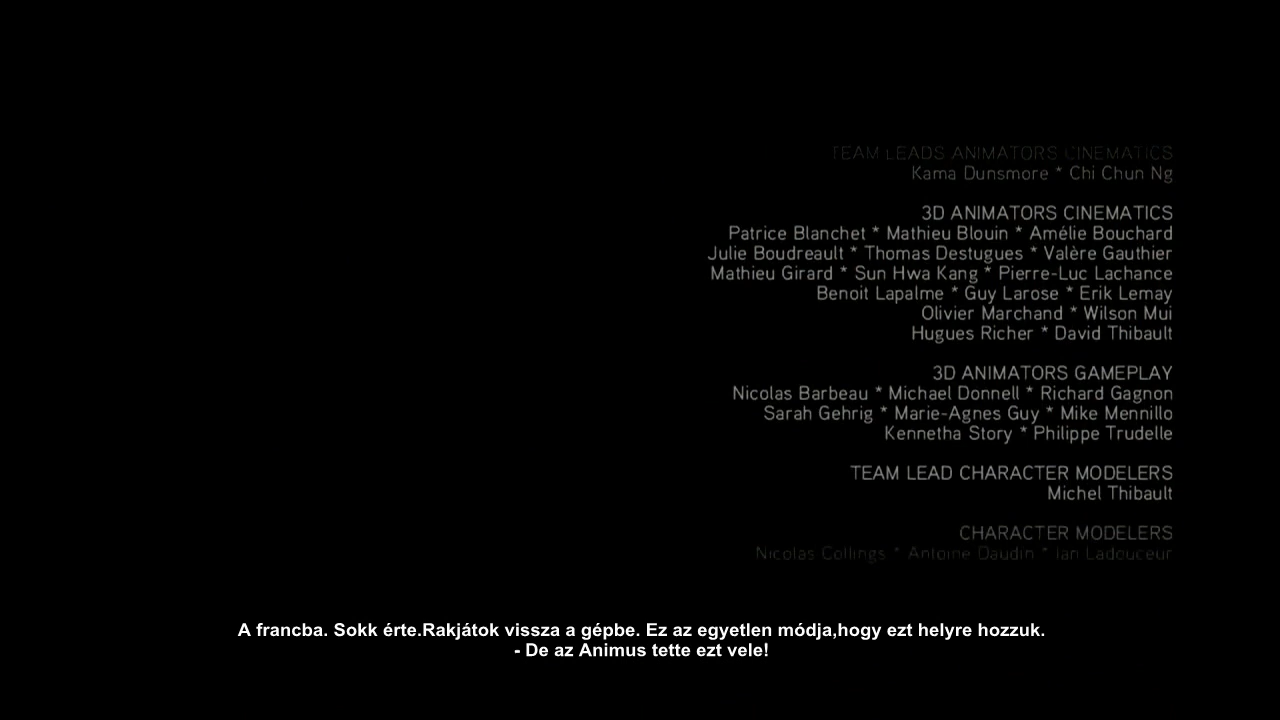 TEAM LEADS ANIMATORS CINEMATICS
Kama Dunsmore * Chi Chun Ng
3D ANIMATORS CINEMATICS
Patrice Blanchet * Mathieu Blouin * Amélie Bouchard
Julie Boudreault * Thomas Destugues * Valère Gauthier
Mathieu Girard * Sun Hwa Kang * Pierre-Luc Lachance
Benoit Lapalme * Guy Larose * Erik Lemay
Olivier Marchand * Wilson Mui
Hugues Richer * David Thibault
3D ANIMATORS GAMEPLAY
Nicolas Barbeau * Michael Donnell * Richard Gagnon
Sarah Gehrig * Marie-Agnes Guy * Mike Mennillo
Kennetha Story * Philippe Trudelle
TEAM LEAD CHARACTER MODELERS
Michel Thibault
CHARACTER MODELERS
Nicolas Collings * Antoine Daudin * Ian Ladouceur
A francba. Sokk érte.Rakjátok vissza a gépbe. Ez az egyetlen módja,hogy ezt helyre hozzuk.
- De az Animus tette ezt vele!